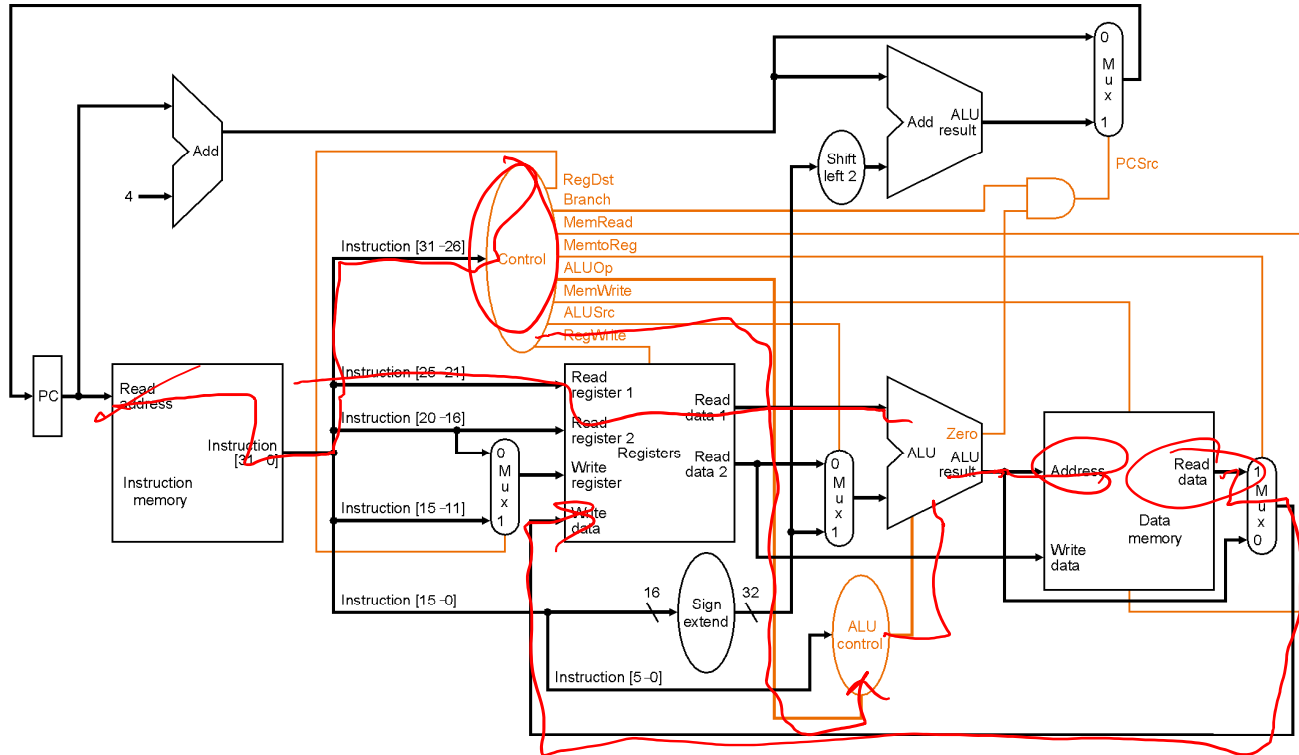 0
M
u
x
1
Add
ALU
result
Add
4
Shift
left 2
PCSrc
RegDst
Branch
MemRead
MemtoReg
ALUOp
MemWrite
ALUSrc
RegWrite
Control
Instruction [31–26]
Instruction [25–21]
Instruction [20–16]
Instruction [15–11]
Instruction [15–0]
Instruction [5–0]
PC
Read
address
Instruction
[31–0]
Instruction
memory
0
M
u
x
1
Read
register 1
Read
register 2
Write
register
Write
data
Registers
Read
data 1
Read
data 2
0
M
u
x
1
16
Sign
extend
32
Zero
ALU
ALU
result
ALU
control
Address
Read
data
Data
memory
Write
data
1
M
u
x
0